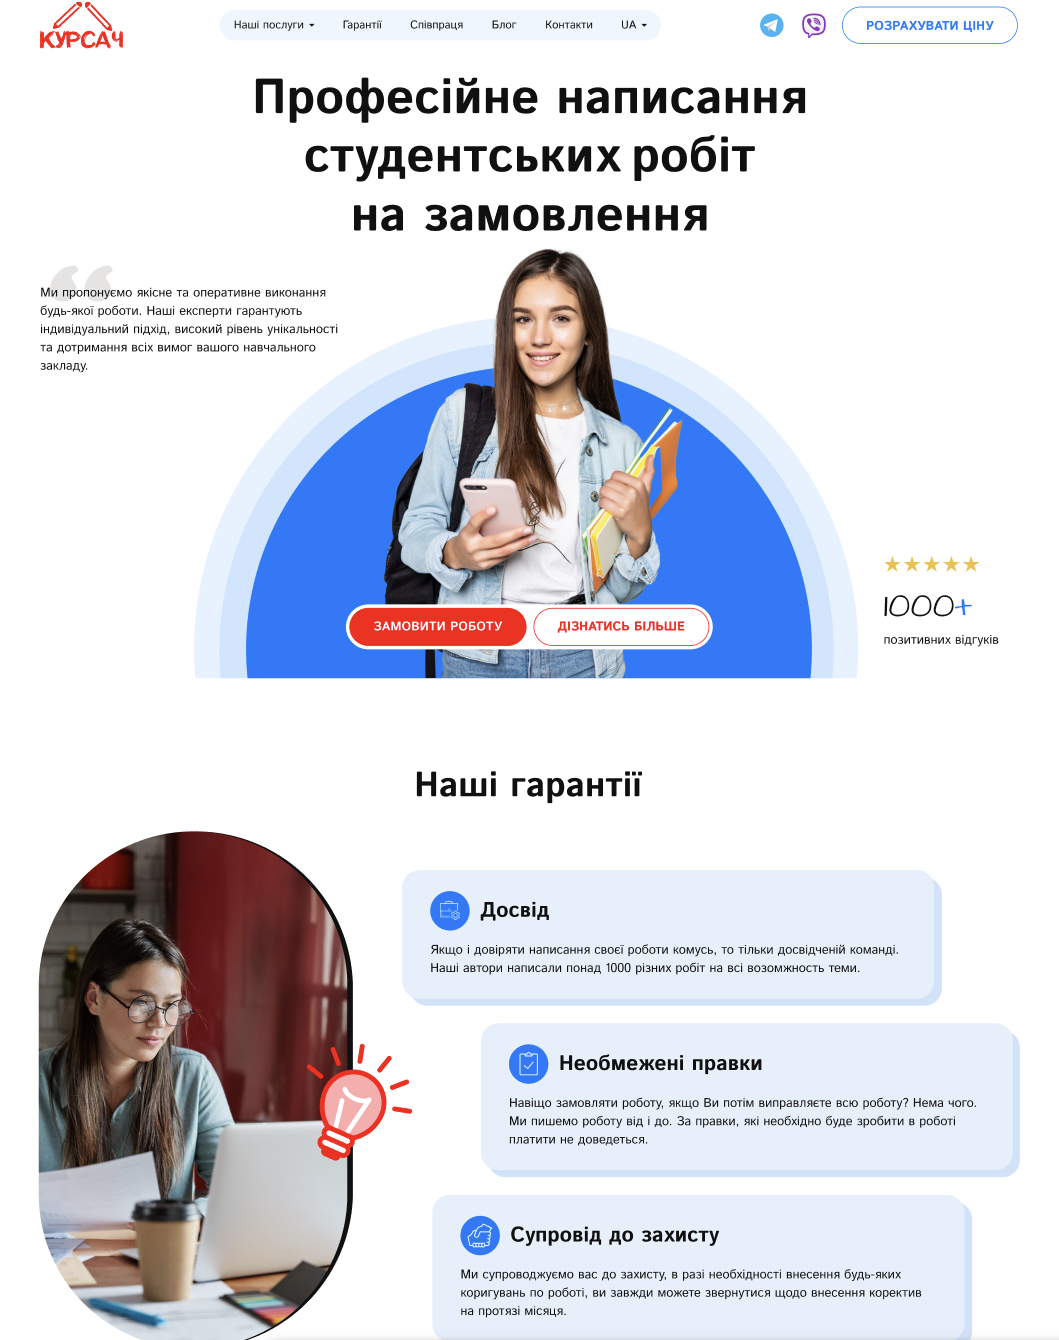 КУРСАЧ
Наші послуги
Гарантії
Співпраця
Блог
Контакти
UA
РОЗРАХУВАТИ ЦІНУ
Професійне написання
студентських робіт
на замовлення
Ми пропонуємо якісне та оперативне виконання
будь-якої роботи. Наші експерти гарантують
індивідуальний підхід, високий рівень унікальності
та дотримання всіх вимог вашого навчального
закладу.
1000+
позитивних відгуків
ЗАМОВИТИ РОБОТУ
ДІЗНАТИСЬ БІЛЬШЕ
Наші гарантії
Досвід
Якщо і довіряти написання своєї роботи комусь, то тільки досвідченій команді.
Наші автори написали понад 1000 різних робіт на всі возомжность теми.
Необмежені правки
Навіщо замовляти роботу, якщо Ви потім виправляєте всю роботу? Нема чого.
Ми пишемо роботу від і до. За правки, які необхідно буде зробити в роботі
платити не доведеться.
Супровід до захисту
Ми супроводжуємо вас до захисту, в разі необхідності внесення будь-яких
коригувань по роботі, ви завжди можете звернутися щодо внесення коректив
на протязі місяця.